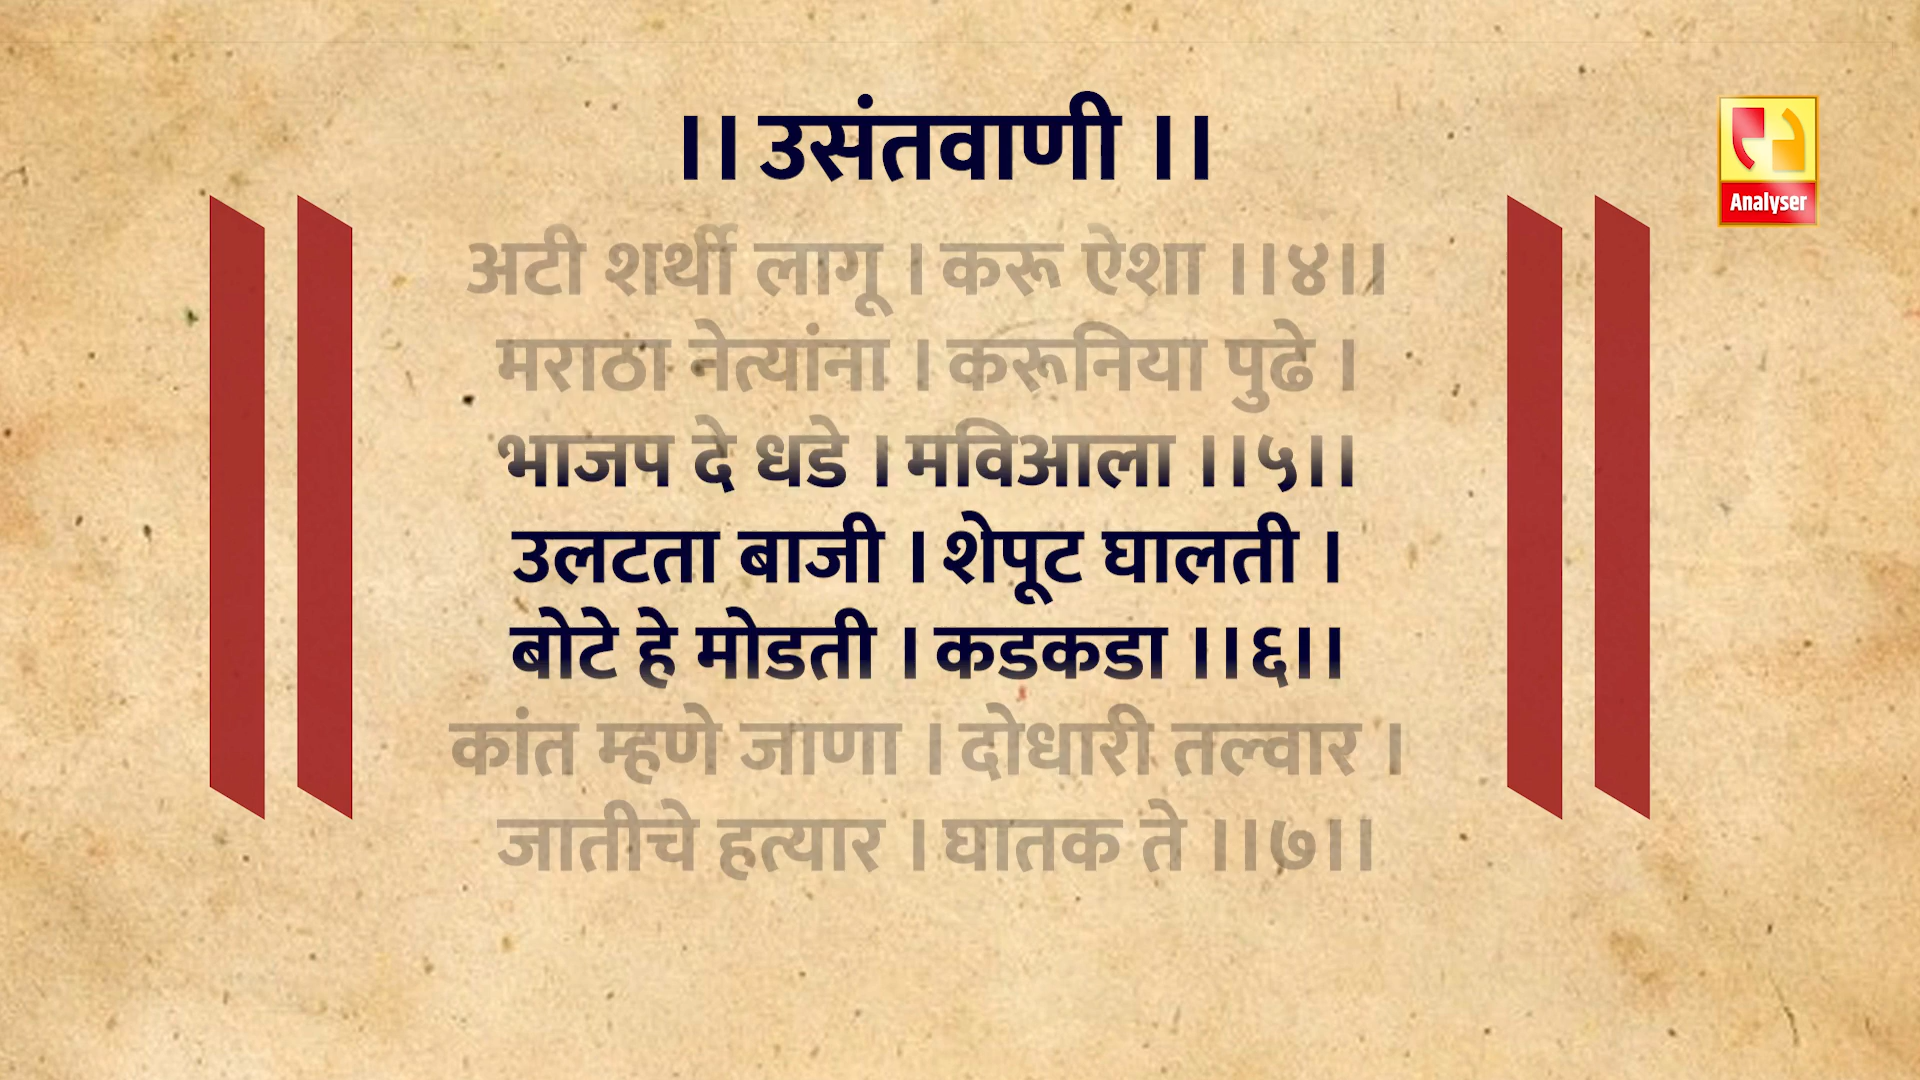 ।। उसंतवाणी ।।
Analyser
अटी शर्थी लागू । करू ऐशा ।।४।।
मराठा नेत्यांना । करूनिया पुढे ।
भाजप दे धडे । मविआला ।।५।।
उलटता बाजी । शेपूट घालती ।
बोटे हे मोडती । कडकडा ।।६।।
कांत म्हणे जाणा । दोधारी तल्वार ।
जातीचे हत्यार । घातक ते ।।७।।